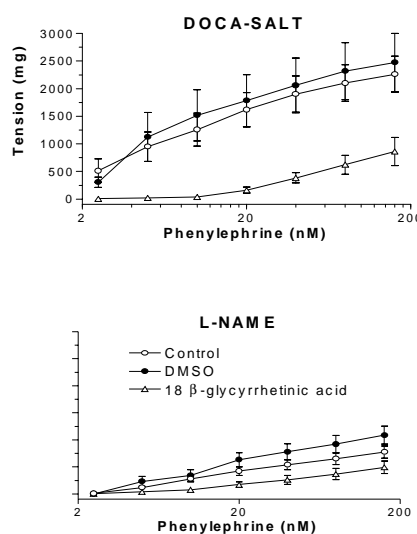 DOCA-SALT
3000
2500
2000
1500
1000
500
0
Tension (mg)
2 20 200
Phenylephrine (nM)
L-NAME
Control
DMSO
18 β-glycyrrhetinic acid
2 20 200
Phenylephrine (nM)